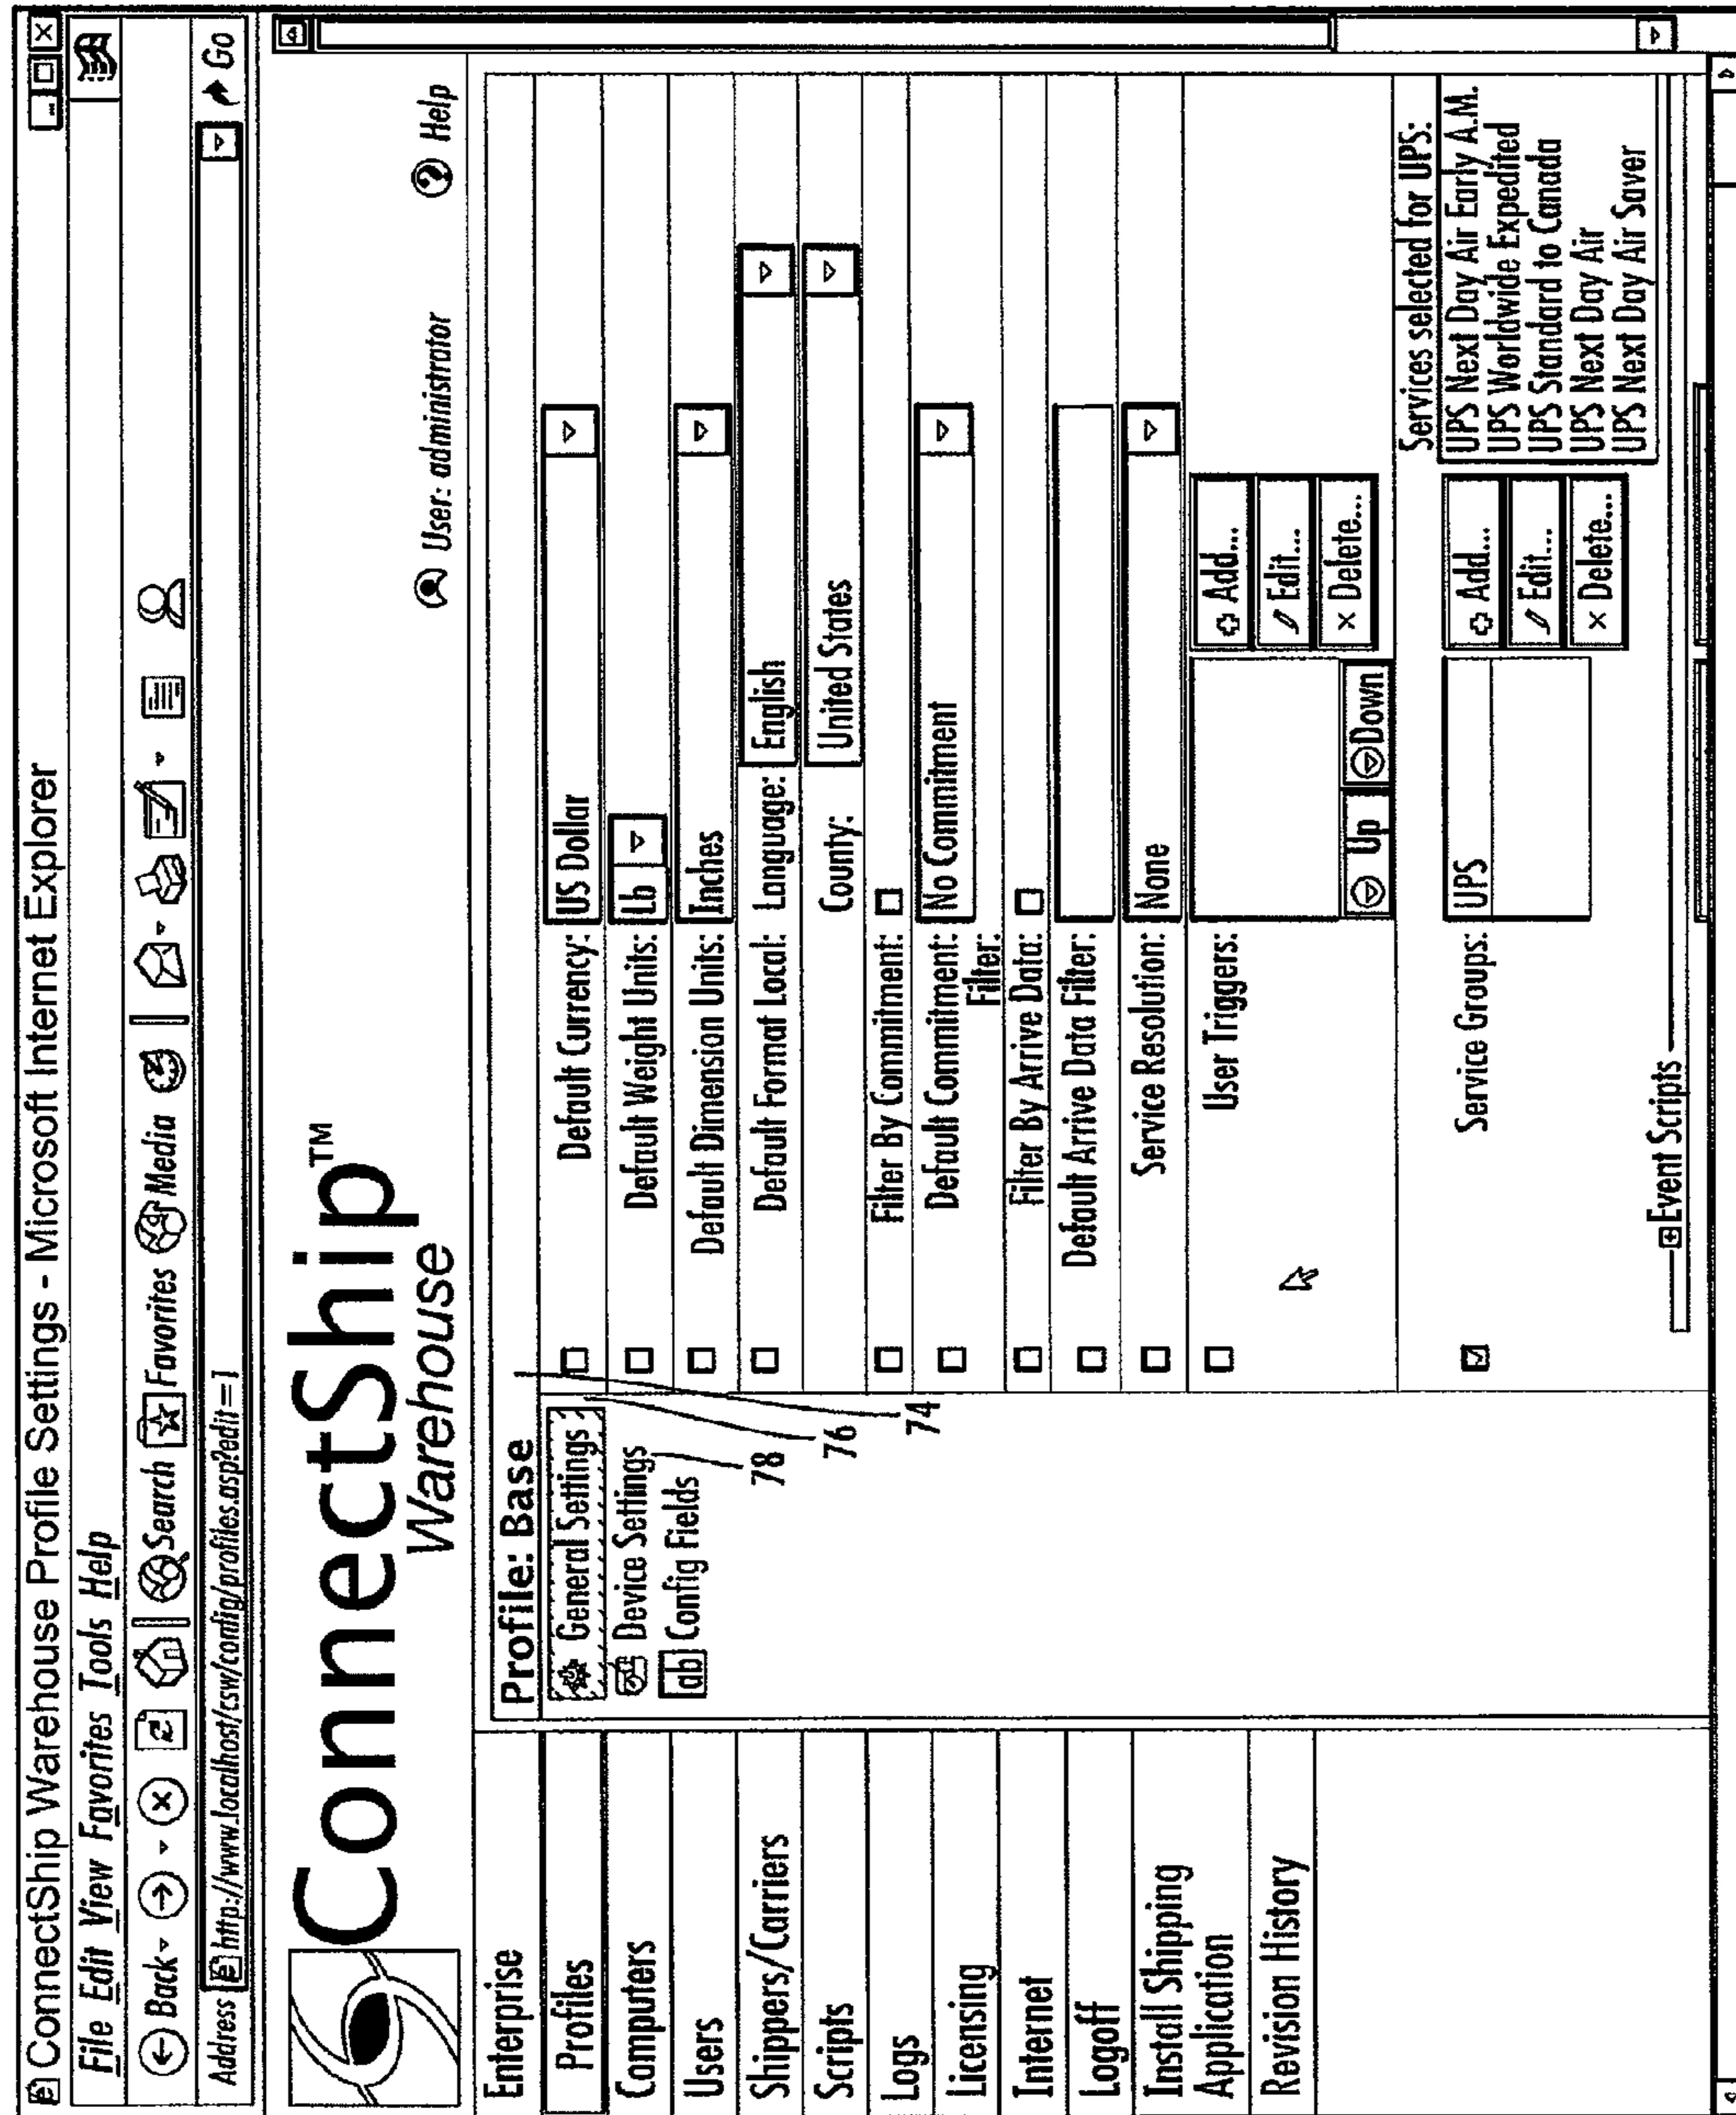 ConnectShip Warehouse Profile Settings - Microsoft Internet Explorer
File Edit View Favorites Tools Help
Back Search Favorites Media
Address http://www.localhost/csw/config/profiles.asp?edit=1 Go
ConnectShip™
Warehouse
User: administrator Help
Enterprise
Profiles
Computers
Users
Shippers/Carriers
Scripts
Logs
Licensing
Internet
Logoff
Install Shipping
Application
Revision History
Profile: Base
General Settings
Device Settings
ab Config Fields
78
76
74
Default Currency: US Dollar
Default Weight Units: Lb
Default Dimension Units: Inches
Default Format Local: Language: English
County: United States
Filter By Commitment:
Default Commitment: No Commitment
Filter:
Filter By Arrive Data:
Default Arrive Data Filter:
Service Resolution: None
User Triggers:
Add...
Edit...
Delete...
Up Down
Services selected for UPS:
Service Groups: UPS
Add...
Edit...
Delete...
UPS Next Day Air Early A.M.
UPS Worldwide Expedited
UPS Standard to Canada
UPS Next Day Air
UPS Next Day Air Saver
Event Scripts